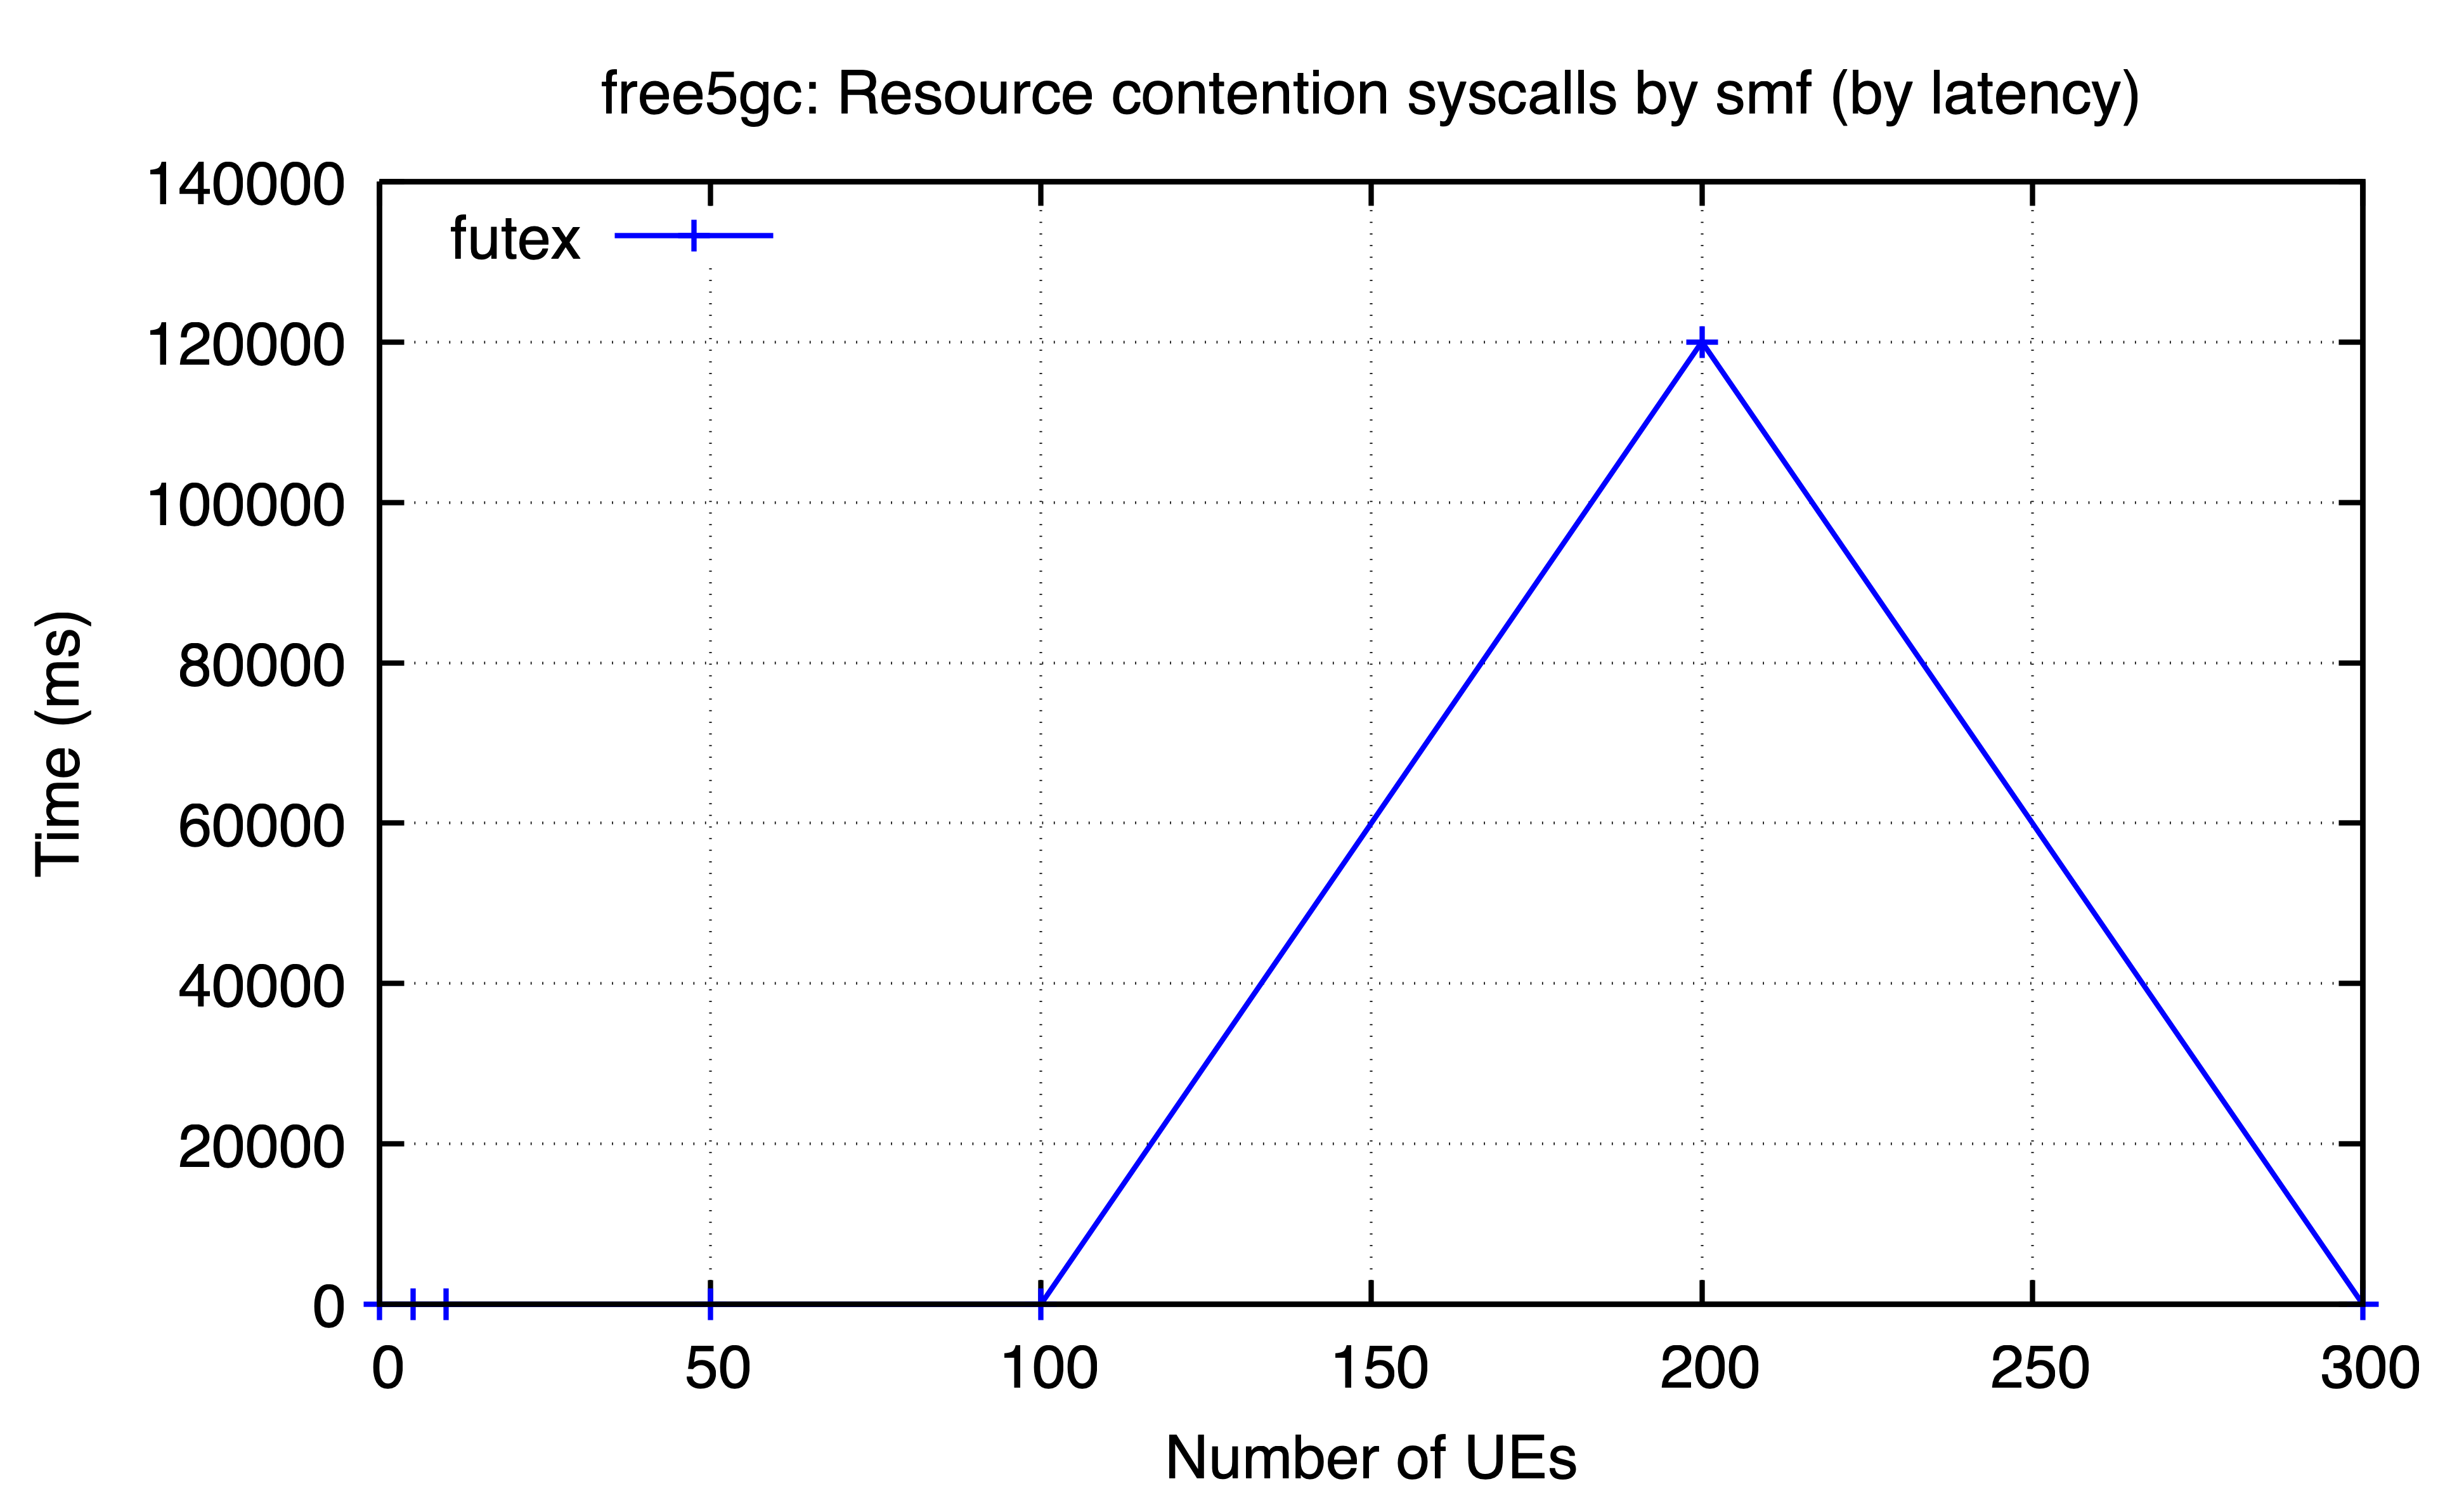 free5gc: Resource contention syscalls by smf (by latency)
140000
futex
120000
100000
80000
60000
40000
20000
0
Time (ms)
0 50 100 150 200 250 300
Number of UEs